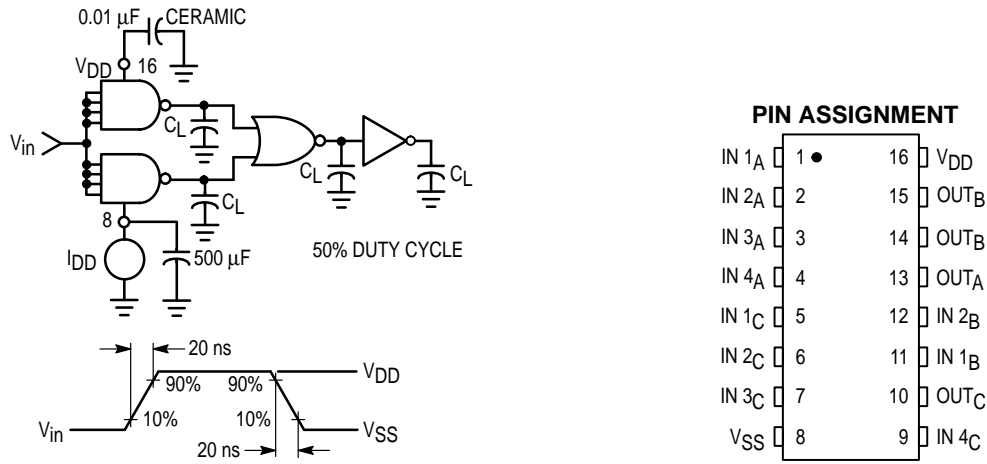 0.01 µF CERAMIC
VDD 16
Vin
CL
CL
CL
CL
8
IDD
500 µF
50% DUTY CYCLE
20 ns
90% 90% VDD
10% 10%
Vin VSS
20 ns
PIN ASSIGNMENT
IN 1A 1 16 VDD
IN 2A 2 15 OUTB
IN 3A 3 14 OUTB
IN 4A 4 13 OUTA
IN 1C 5 12 IN 2B
IN 2C 6 11 IN 1B
IN 3C 7 10 OUTC
VSS 8 9 IN 4C